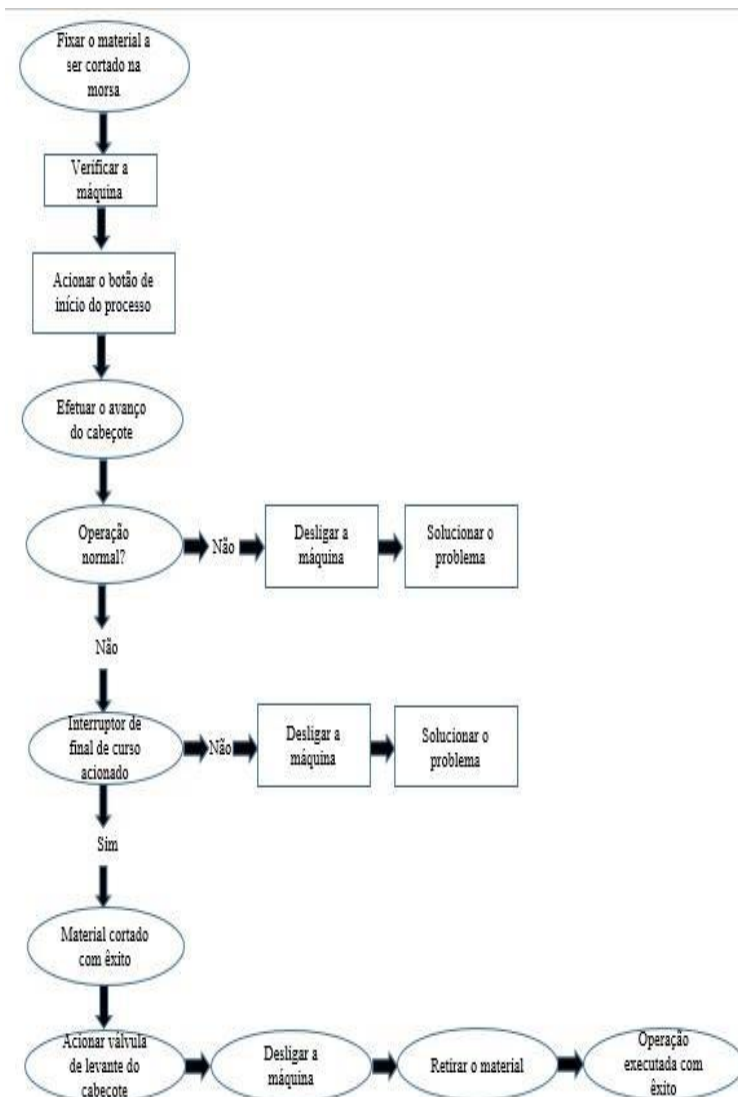 Fixar o material a
ser cortado na
morsa
Verificar a
máquina
Acionar o botão de
início do processo
Efetuar o avanço
do cabeçote
Operação
normal?
Não
Desligar a
máquina
Solucionar o
problema
Não
Interruptor de
final de curso
acionado
Não
Desligar a
máquina
Solucionar o
problema
Sim
Material cortado
com êxito
Acionar válvula
de levante do
cabeçote
Desligar a
máquina
Retirar o material
Operação
executada com
êxito